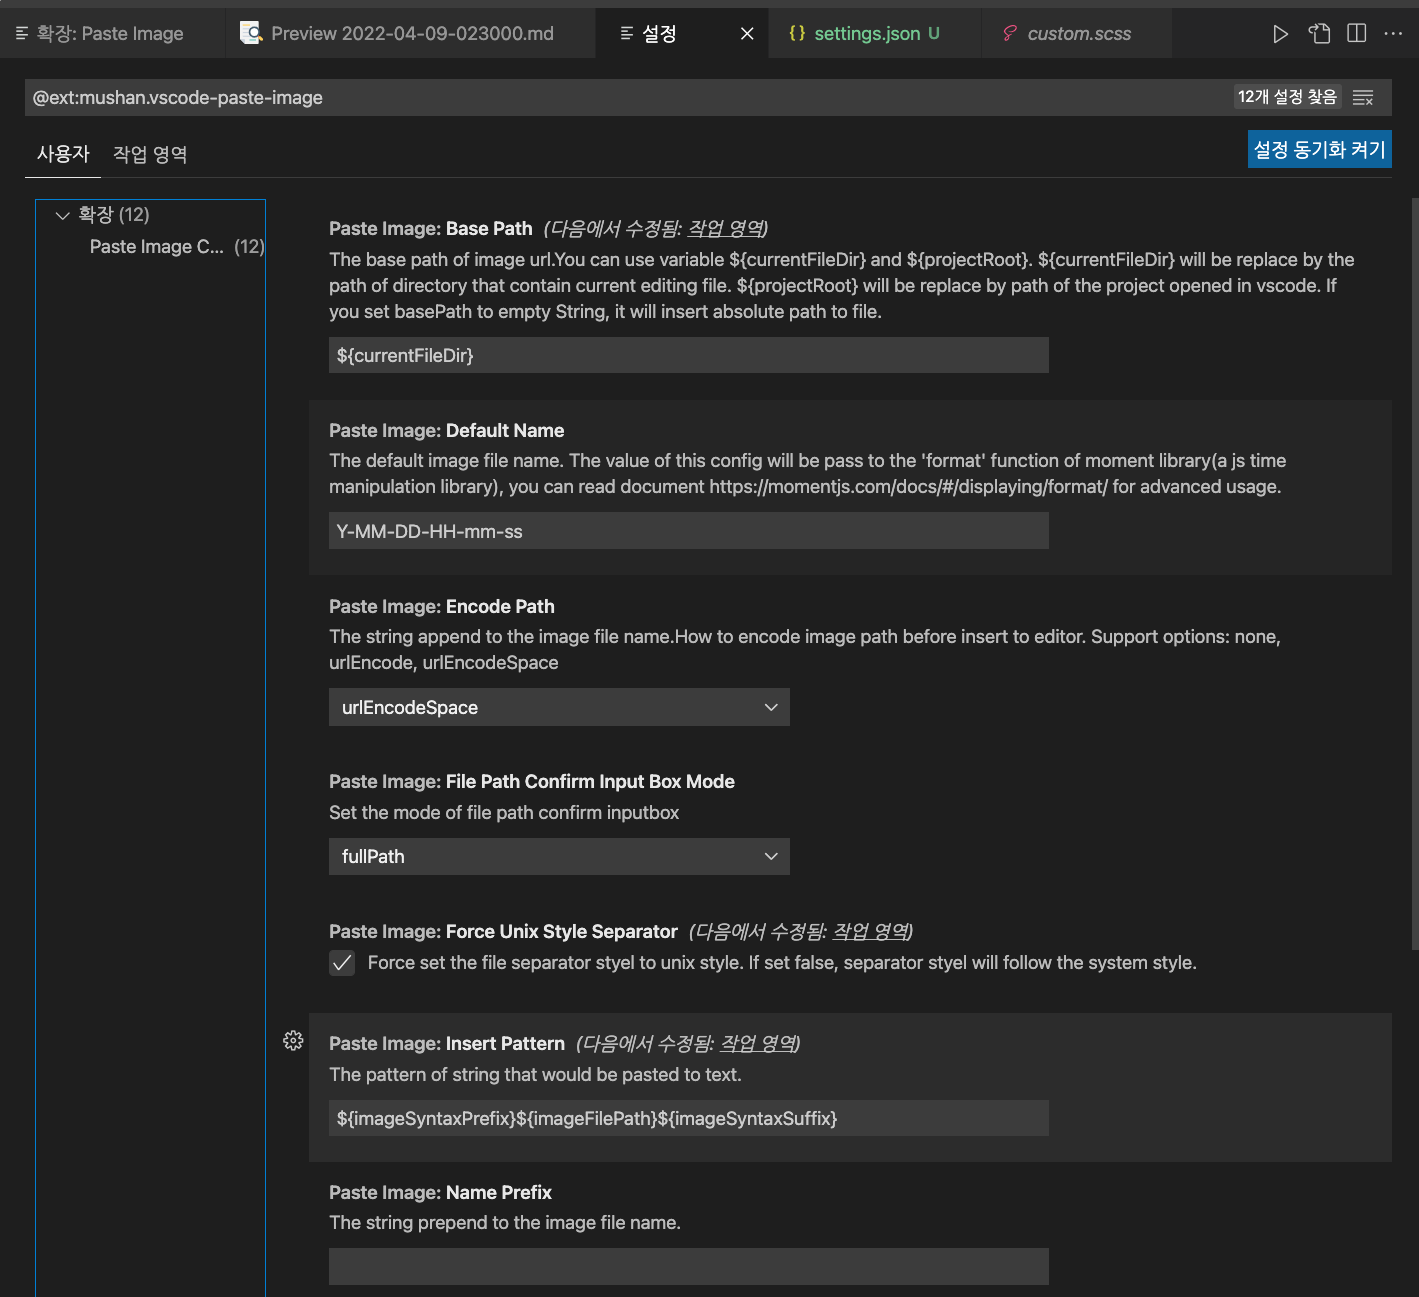 확장: Paste Image
Preview 2022-04-09-023000.md
설정
{} settings.json U
custom.scss
@ext:mushan.vscode-paste-image
12개 설정 찾음
사용자 작업 영역
설정 동기화 켜기
확장 (12)
Paste Image C... (12)
Paste Image: Base Path (다음에서 수정됨: 작업 영역)
The base path of image url.You can use variable ${currentFileDir} and ${projectRoot}. ${currentFileDir} will be replace by the
path of directory that contain current editing file. ${projectRoot} will be replace by path of the project opened in vscode. If
you set basePath to empty String, it will insert absolute path to file.
${currentFileDir}
Paste Image: Default Name
The default image file name. The value of this config will be pass to the 'format' function of moment library(a js time
manipulation library), you can read document https://momentjs.com/docs/#/displaying/format/ for advanced usage.
Y-MM-DD-HH-mm-ss
Paste Image: Encode Path
The string append to the image file name.How to encode image path before insert to editor. Support options: none,
urlEncode, urlEncodeSpace
urlEncodeSpace
Paste Image: File Path Confirm Input Box Mode
Set the mode of file path confirm inputbox
fullPath
Paste Image: Force Unix Style Separator (다음에서 수정됨: 작업 영역)
Force set the file separator styel to unix style. If set false, separator styel will follow the system style.
Paste Image: Insert Pattern (다음에서 수정됨: 작업 영역)
The pattern of string that would be pasted to text.
${imageSyntaxPrefix}${imageFilePath}${imageSyntaxSuffix}
Paste Image: Name Prefix
The string prepend to the image file name.